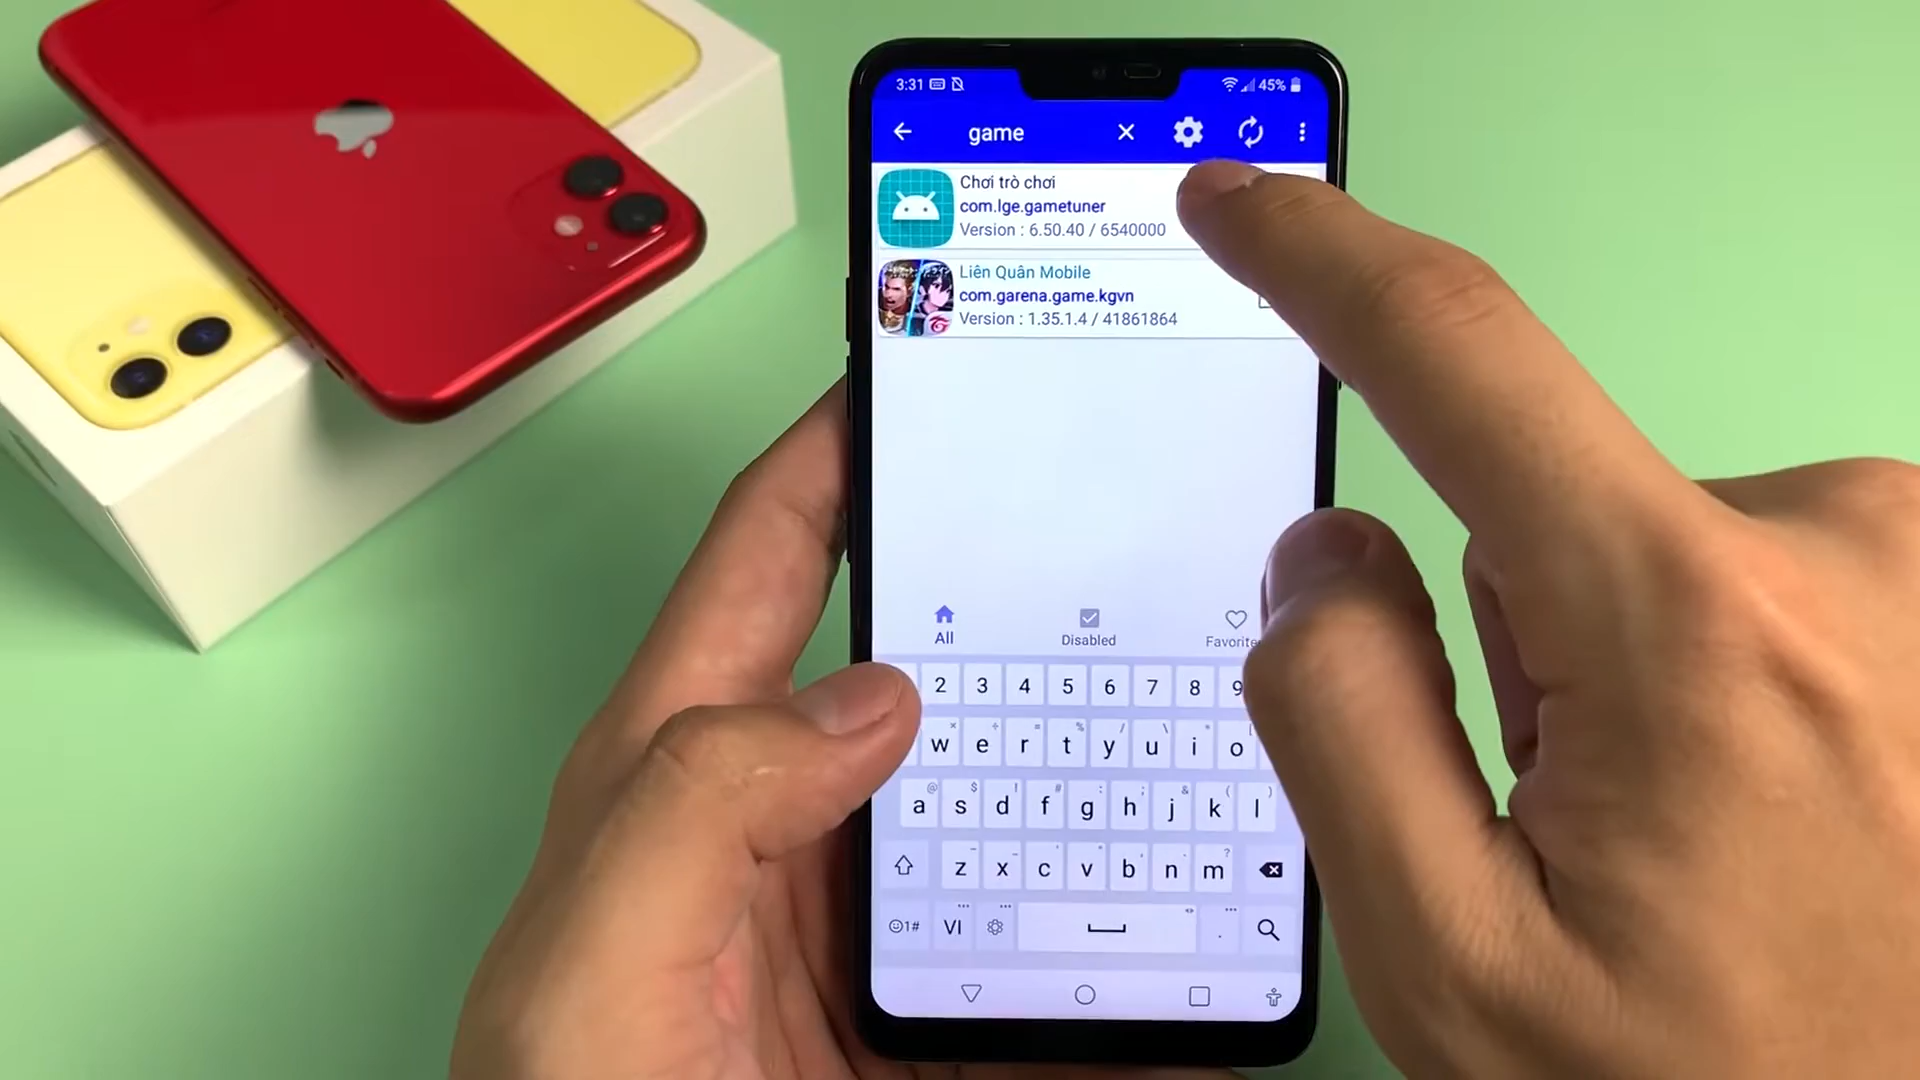 3:31 45%
game
Chơi trò chơi
com.lge.gametuner
Version : 6.50.40 / 6540000
Liên Quân Mobile
com.garena.game.kgvn
Version : 1.35.1.4 / 41861864
All Disabled
2 3 4 5 6 7 8 9
w e r t y u i o
a s d f g h j k l
z x c v b n m
1# VI .